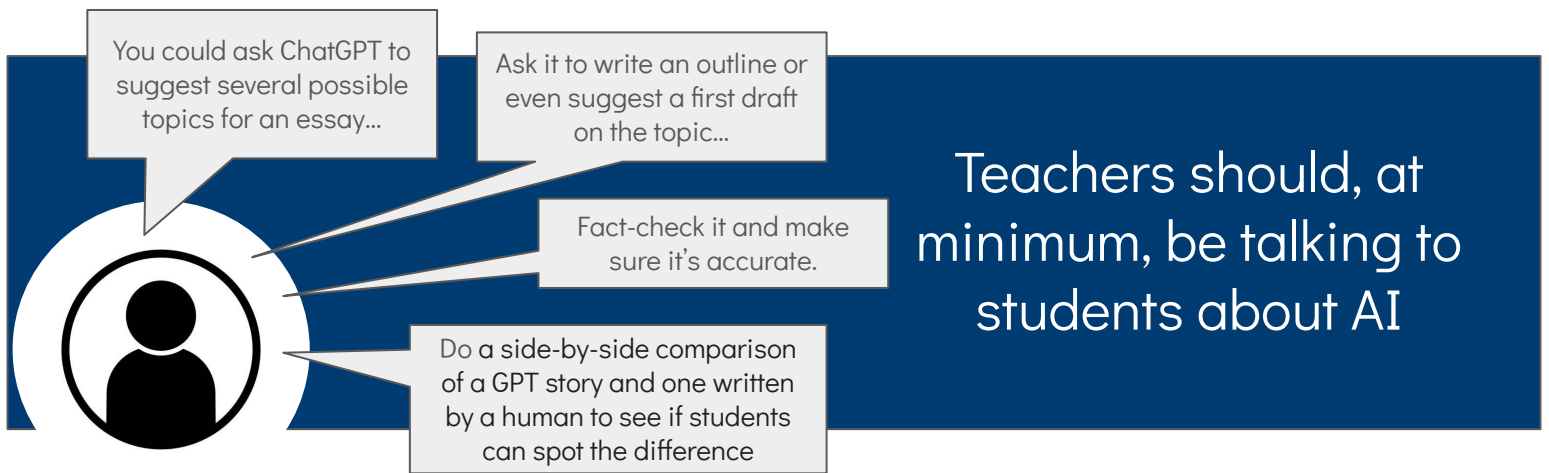 You could ask ChatGPT to
suggest several possible
topics for an essay...
Ask it to write an outline or
even suggest a first draft
on the topic...
Fact-check it and make
sure it’s accurate.
Do a side-by-side comparison
of a GPT story and one written
by a human to see if students
can spot the difference
Teachers should, at
minimum, be talking to
students about AI